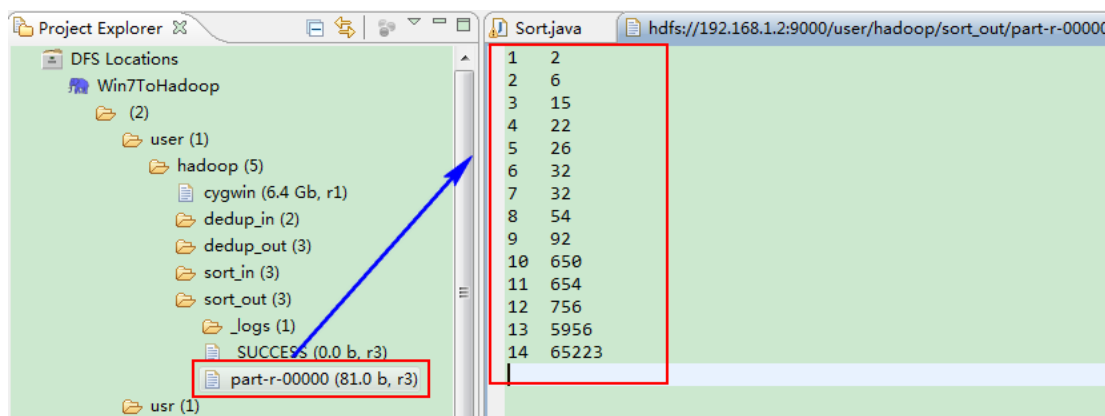 Project Explorer
DFS Locations
Win7ToHadoop
(2)
user (1)
hadoop (5)
cygwin (6.4 Gb, r1)
dedup_in (2)
dedup_out (3)
sort_in (3)
sort_out (3)
_logs (1)
_SUCCESS (0.0 b, r3)
part-r-00000 (81.0 b, r3)
usr (1)
Sort.java
hdfs://192.168.1.2:9000/user/hadoop/sort_out/part-r-00000
1 2
2 6
3 15
4 22
5 26
6 32
7 32
8 54
9 92
10 650
11 654
12 756
13 5956
14 65223